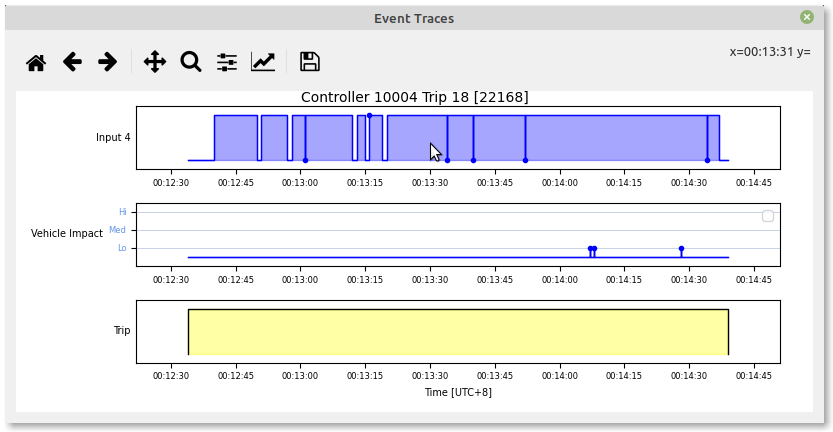 Event Traces
x=00:13:31 y=
Controller 10004 Trip 18 [22168]
Input 4
00:12:30 00:12:45 00:13:00 00:13:15 00:13:30 00:13:45 00:14:00 00:14:15 00:14:30 00:14:45
Hi
Vehicle Impact Med
Lo
00:12:30 00:12:45 00:13:00 00:13:15 00:13:30 00:13:45 00:14:00 00:14:15 00:14:30 00:14:45
Trip
00:12:30 00:12:45 00:13:00 00:13:15 00:13:30 00:13:45 00:14:00 00:14:15 00:14:30 00:14:45
Time [UTC+8]